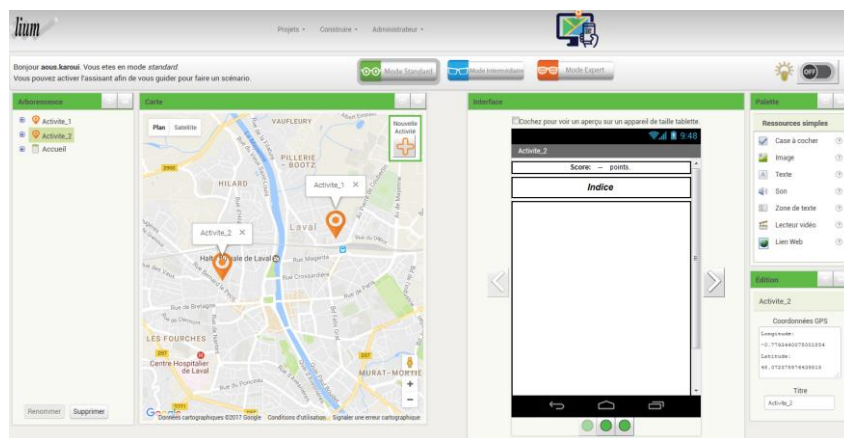 lium
Projets
Construire
Administrateur
Bonjour aous.karoui. Vous etes en mode standard.
Vous pouvez activer l'assisant afin de vous guider pour faire un scénario.
Mode Standard
Mode Intermédiaire
Mode Expert
OFF
Arborescence
Activite_1
Activite_2
Accueil
Renommer
Supprimer
Carte
Plan Satellite
Nouvelle
Activité
VAUFLEURY
PILLERIE
- BOOTZ
HILARD
Activite_1
Activite_2
Laval
Rue Magenta
Rue Crossardière
Rue de Bretagne
LES FOURCHES
Centre Hospitalier
de Laval
MURAT-MORTIE
Données cartographiques ©2017 Google Conditions d'utilisation Signaler une erreur cartographique
Interface
Cochez pour voir un aperçu sur un appareil de taille tablette.
9:48
Activite_2
Score: – points.
Indice
Palette
Ressources simples
Case à cocher
Image
Texte
Son
Zone de texte
Lecteur vidéo
Lien Web
Edition
Activite_2
Coordonnées GPS
Longitude:
Latitude:
Titre
Activite_2